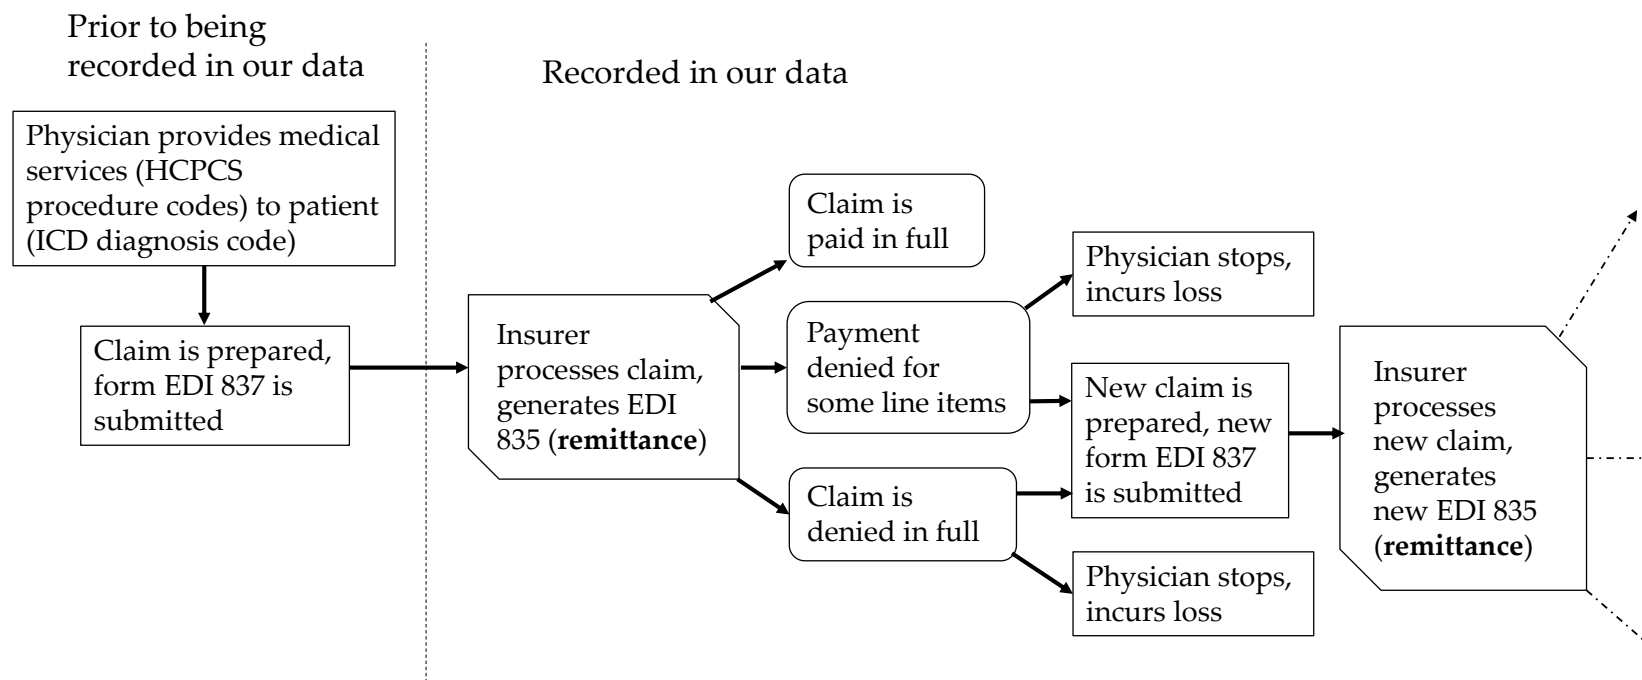 Prior to being
recorded in our data
Recorded in our data
Physician provides medical
services (HCPCS
procedure codes) to patient
(ICD diagnosis code)
Claim is prepared,
form EDI 837 is
submitted
Insurer
processes claim,
generates EDI
835 (remittance)
Claim is
paid in full
Payment
denied for
some line items
Claim is
denied in full
Physician stops,
incurs loss
New claim is
prepared, new
form EDI 837
is submitted
Physician stops,
incurs loss
Insurer
processes
new claim,
generates
new EDI 835
(remittance)